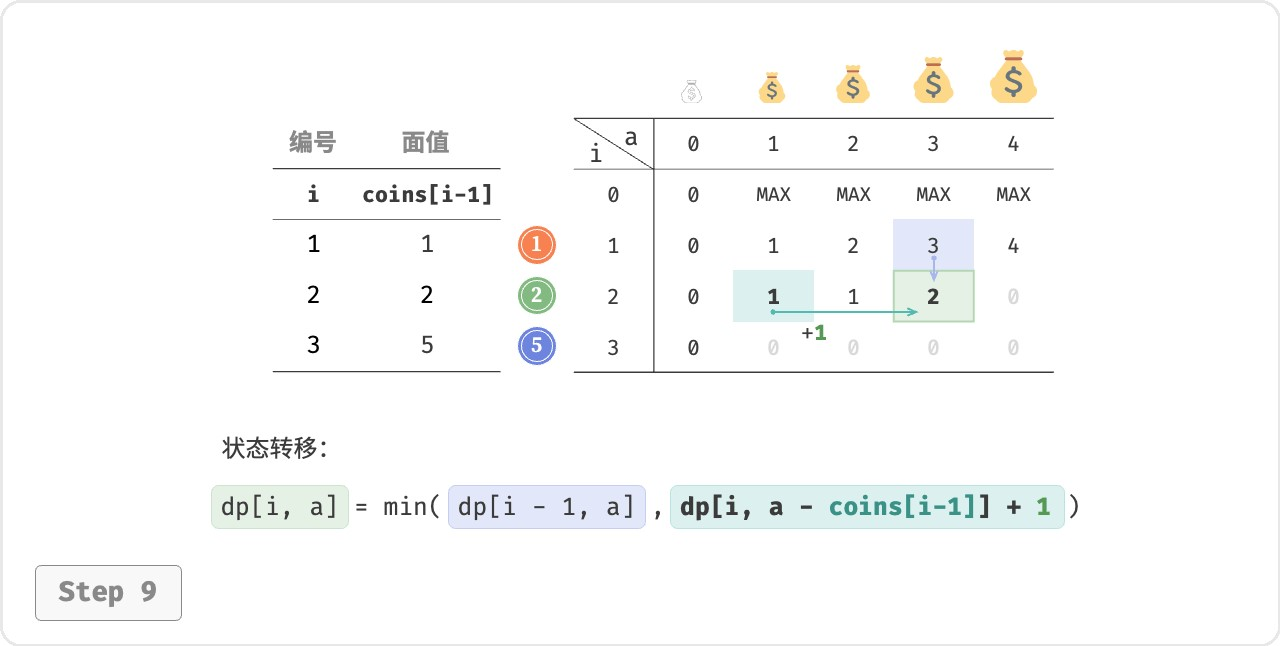 编号 面值
i coins[i-1]
1 1
2 2
3 5
1
2
5
$ $ $ $ $
i a 0 1 2 3 4
0 0 MAX MAX MAX MAX
1 0 1 2 3 4
2 0 1 1 2 0
+1
3 0 0 0 0 0
状态转移：
dp[i, a] = min( dp[i - 1, a] , dp[i, a - coins[i-1]] + 1 )
Step 9